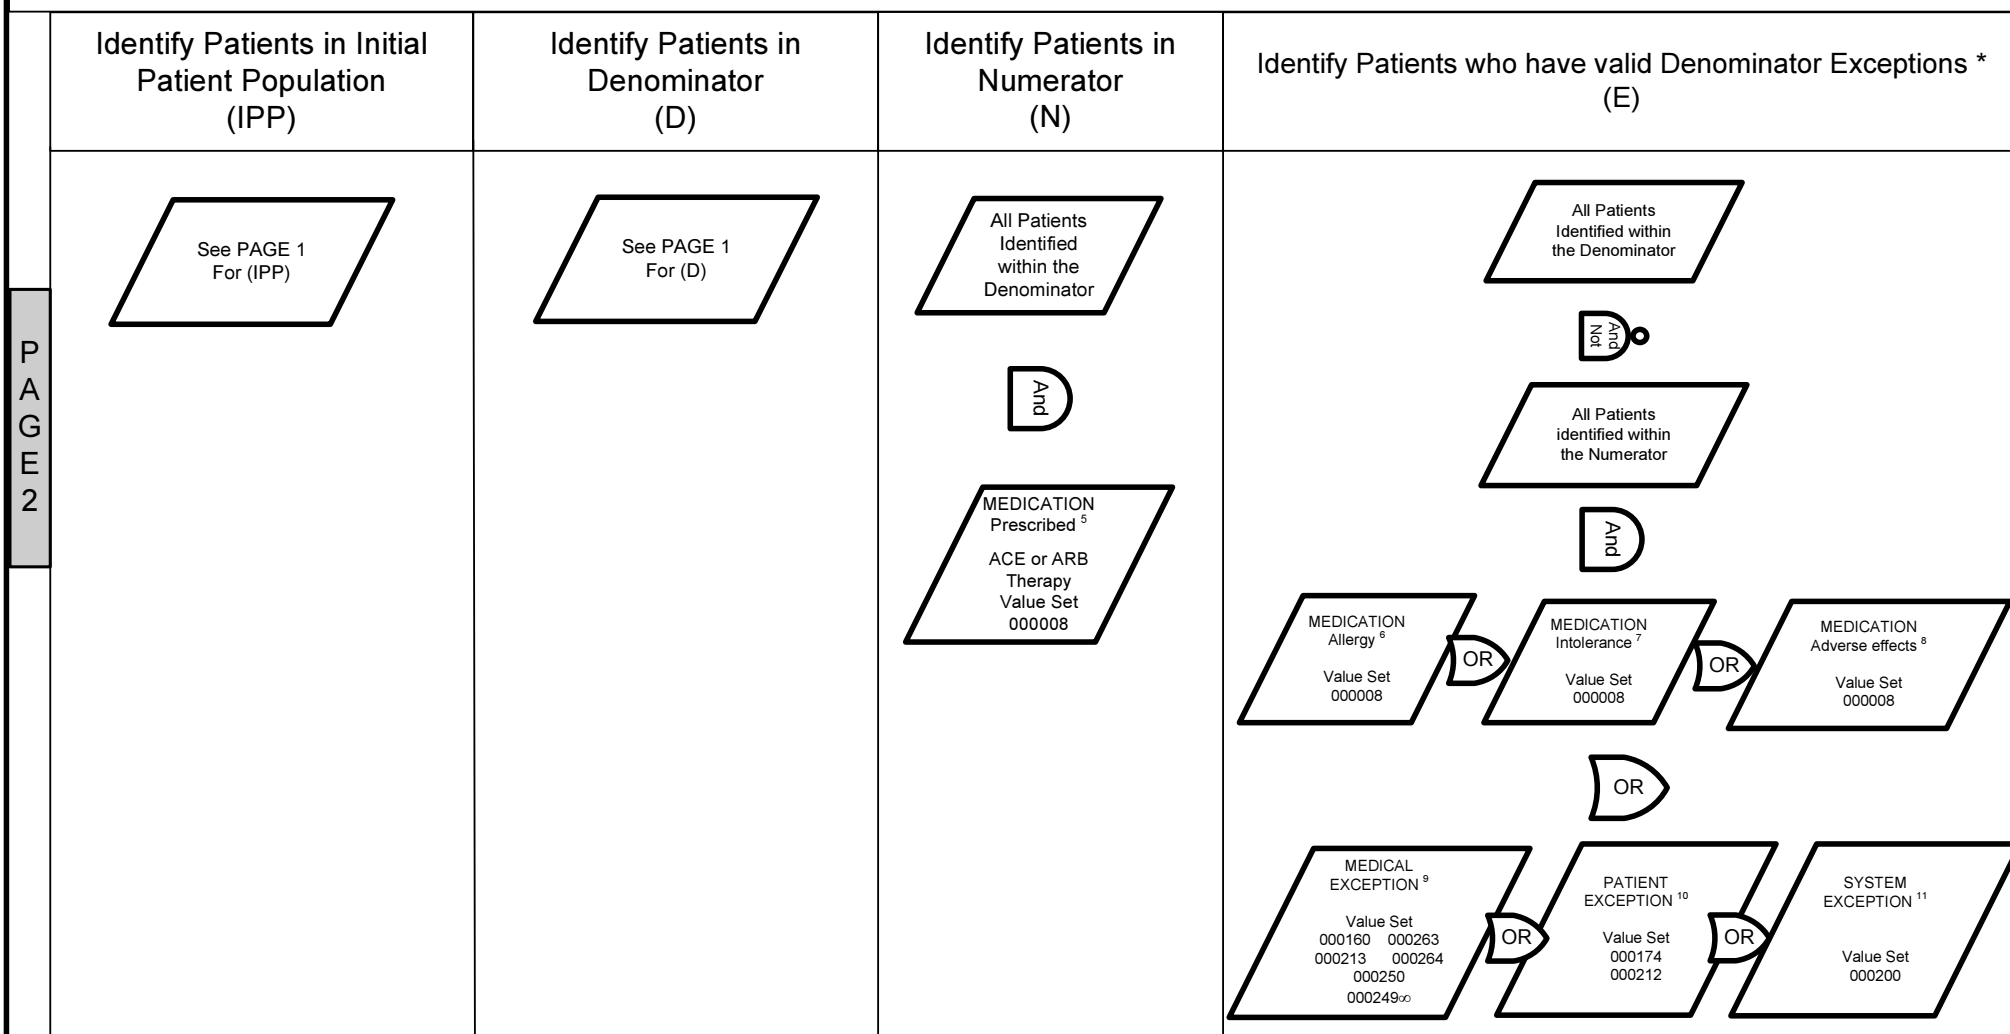 Identify Patients in Initial
Patient Population
(IPP)
Identify Patients in
Denominator
(D)
Identify Patients in
Numerator
(N)
Identify Patients who have valid Denominator Exceptions *
(E)
P
A
G
E
2
See PAGE 1
For (IPP)
See PAGE 1
For (D)
All Patients
Identified
within the
Denominator
And
MEDICATION
Prescribed 5
ACE or ARB
Therapy
Value Set
000008
All Patients
Identified within
the Denominator
And
Not
All Patients
identified within
the Numerator
And
MEDICATION
Allergy 6
Value Set
000008
OR
MEDICATION
Intolerance 7
Value Set
000008
OR
MEDICATION
Adverse effects 8
Value Set
000008
OR
MEDICAL
EXCEPTION 9
Value Set
000160 000263
000213 000264
000250
000249∞
OR
PATIENT
EXCEPTION 10
Value Set
000174
000212
OR
SYSTEM
EXCEPTION 11
Value Set
000200